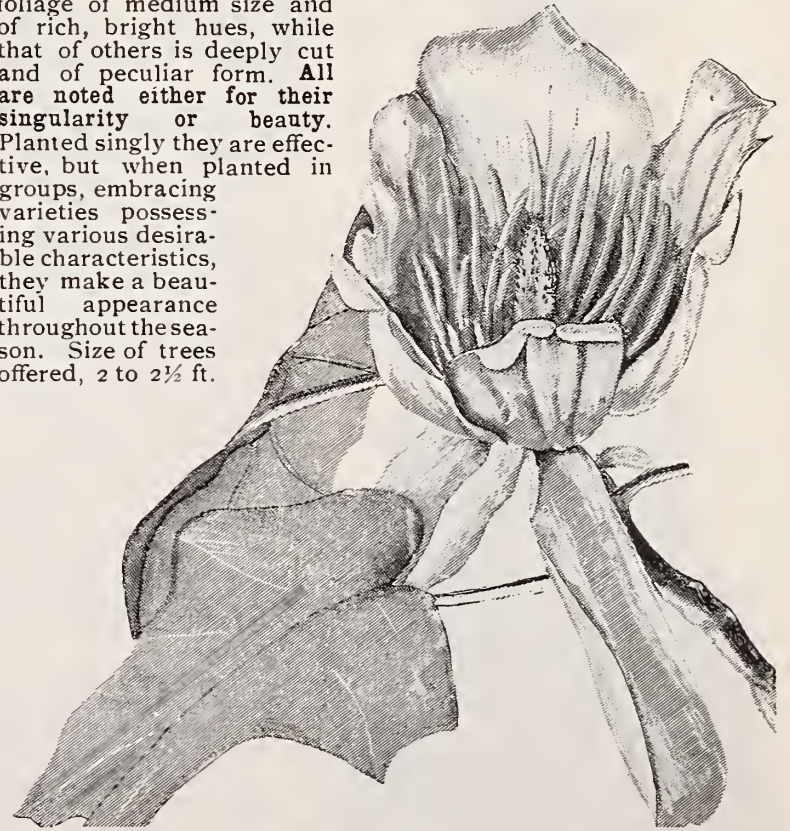 foliage of medium size and
of rich, bright hues, while
that of others is deeply cut
and of peculiar form. All
are noted either for their
singularity or beauty.
Planted singly they are effec-
tive, but when planted in
groups, embracing
varieties possess-
ing various desira-
ble characteristics,
they make a beau-
tiful appearance
throughout the sea-
son. Size of trees
offered, 2 to 2½ ft.